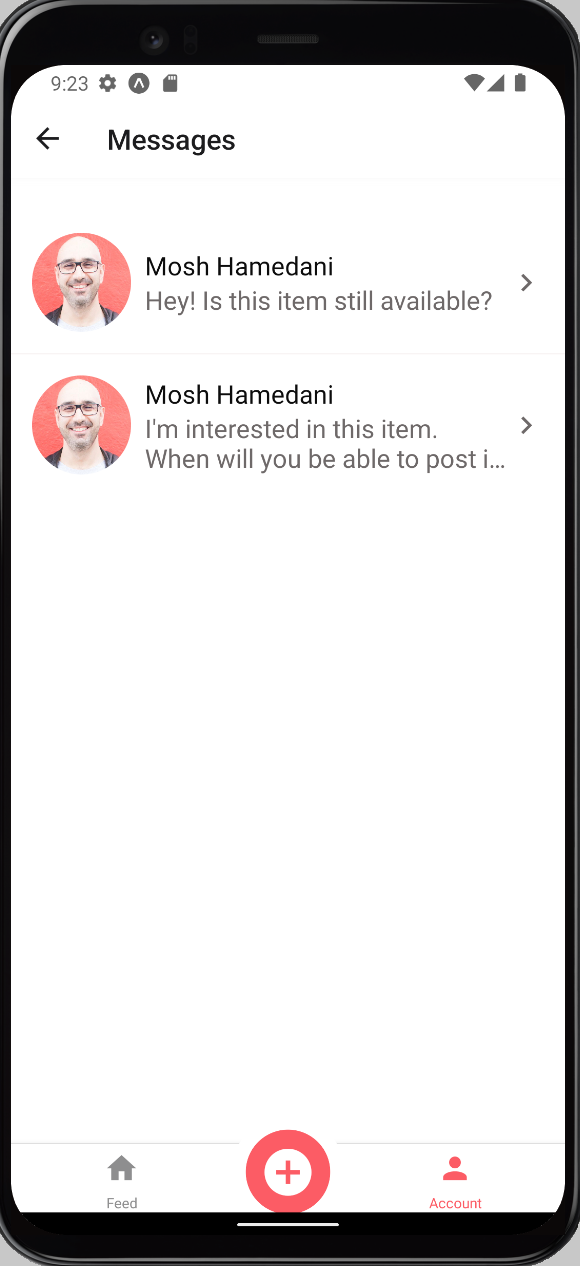 9:23
Messages
Mosh Hamedani
Hey! Is this item still available?
Mosh Hamedani
I'm interested in this item.
When will you be able to post i…
Feed
Account